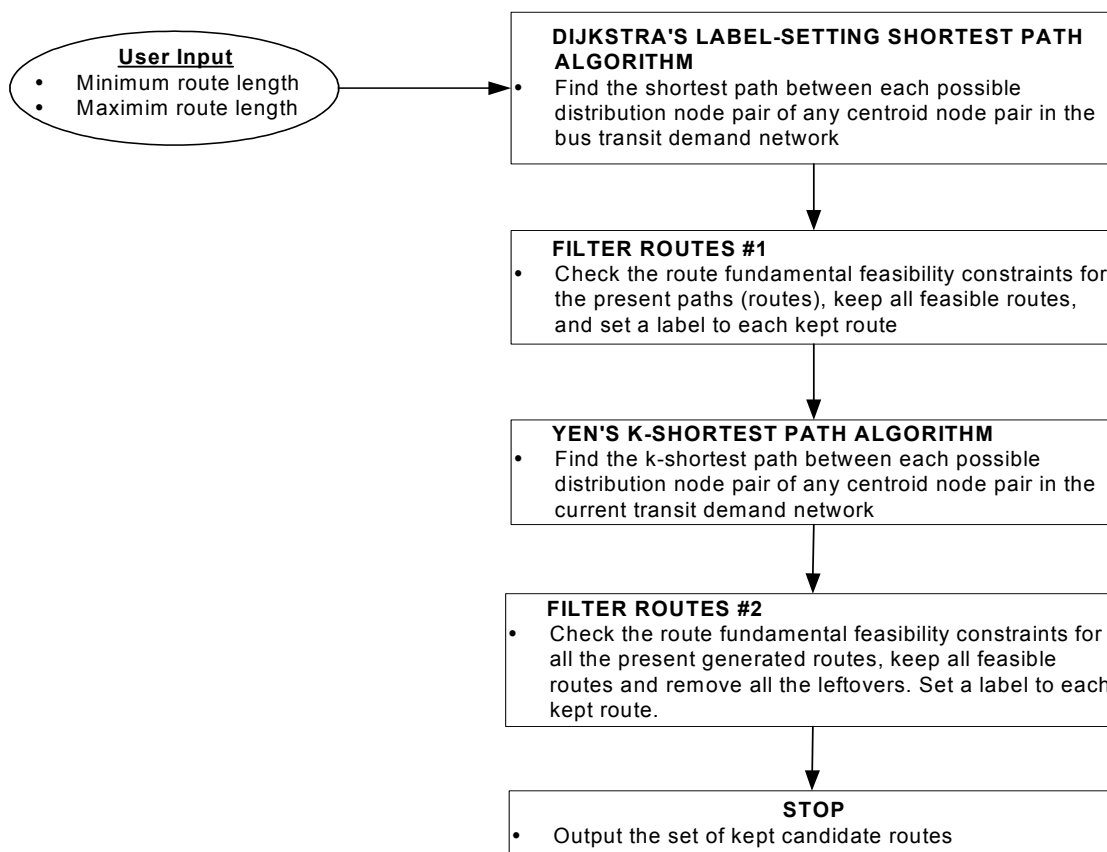 User Input
• Minimum route length
• Maximim route length
DIJKSTRA'S LABEL-SETTING SHORTEST PATH
ALGORITHM
• Find the shortest path between each possible
distribution node pair of any centroid node pair in the
bus transit demand network
FILTER ROUTES #1
• Check the route fundamental feasibility constraints for
the present paths (routes), keep all feasible routes,
and set a label to each kept route
YEN'S K-SHORTEST PATH ALGORITHM
• Find the k-shortest path between each possible
distribution node pair of any centroid node pair in the
current transit demand network
FILTER ROUTES #2
• Check the route fundamental feasibility constraints for
all the present generated routes, keep all feasible
routes and remove all the leftovers. Set a label to each
kept route.
STOP
• Output the set of kept candidate routes